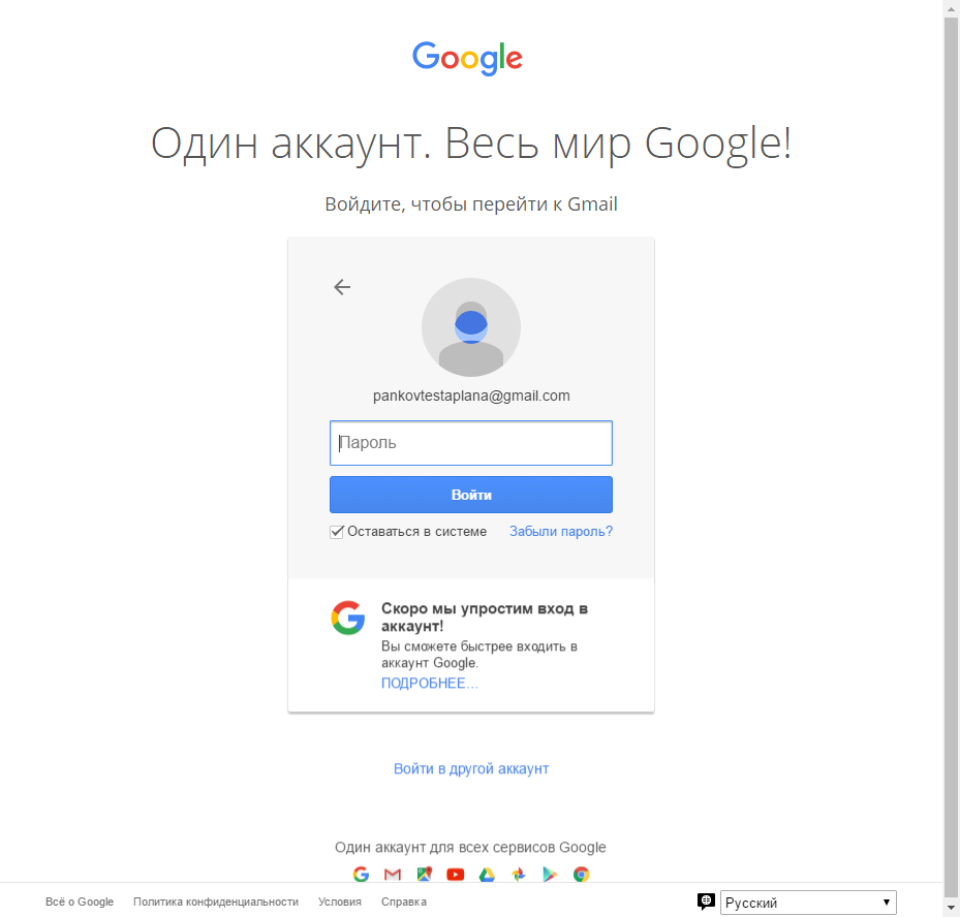 Google
Один аккаунт. Весь мир Google!
Войдите, чтобы перейти к Gmail
pankovtestaplana@gmail.com
Пароль
Войти
Оставаться в системе Забыли пароль?
Скоро мы упростим вход в
аккаунт!
Вы сможете быстрее входить в
аккаунт Google.
ПОДРОБНЕЕ...
Войти в другой аккаунт
Один аккаунт для всех сервисов Google
Всё о Google Политика конфиденциальности Условия Справка Русский